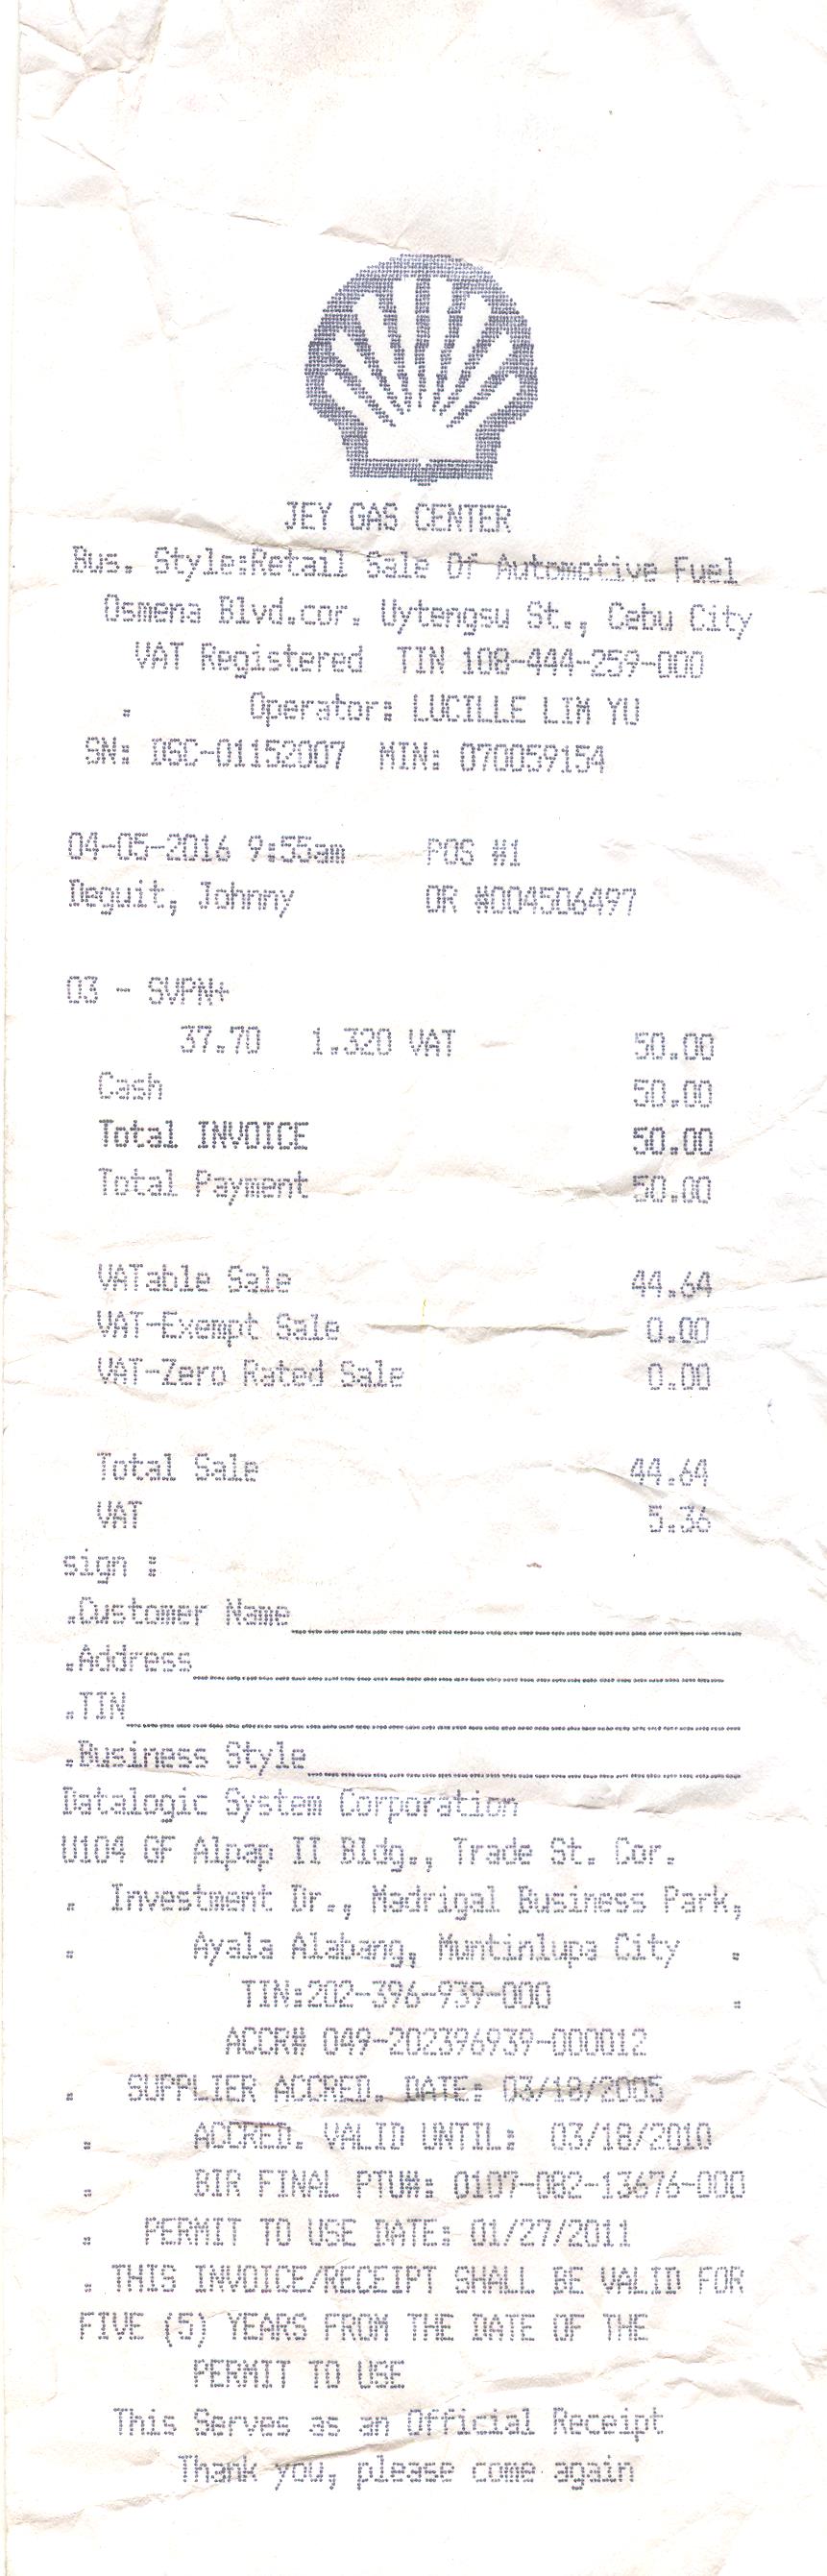 JEY GAS CENTER
Bus. Style:Retail Sale Of Automotive Fuel
Osmena Blvd.cor. Uytengsu St., Cebu City
VAT Registered TIN 108-444-259-000
. Operator: LUCILLE LIM YU
SN: DSC-01152007 MIN: 070059154
04-05-2016 9:55am POS #1
Deguit, Johnny OR #004506497
03 - SVPN+
37.70 1.320 VAT 50.00
Cash 50.00
Total INVOICE 50.00
Total Payment 50.00
VATable Sale 44.64
VAT-Exempt Sale 0.00
VAT-Zero Rated Sale 0.00
Total Sale 44.64
VAT 5.36
sign :
.Customer Name
.Address
.TIN
.Business Style
Datalogic System Corporation
U104 GF Alpap II Bldg., Trade St. Cor.
. Investment Dr., Madrigal Business Park,
. Ayala Alabang, Muntinlupa City .
TIN:202-396-939-000 .
ACCR# 049-202396939-000012
. SUPPLIER ACCRED. DATE: 03/18/2005
. ACCRED. VALID UNTIL: 03/18/2010
. BIR FINAL PTU#: 0107-082-13676-000
. PERMIT TO USE DATE: 01/27/2011
. THIS INVOICE/RECEIPT SHALL BE VALID FOR
FIVE (5) YEARS FROM THE DATE OF THE
PERMIT TO USE
This Serves as an Official Receipt
Thank you, please come again